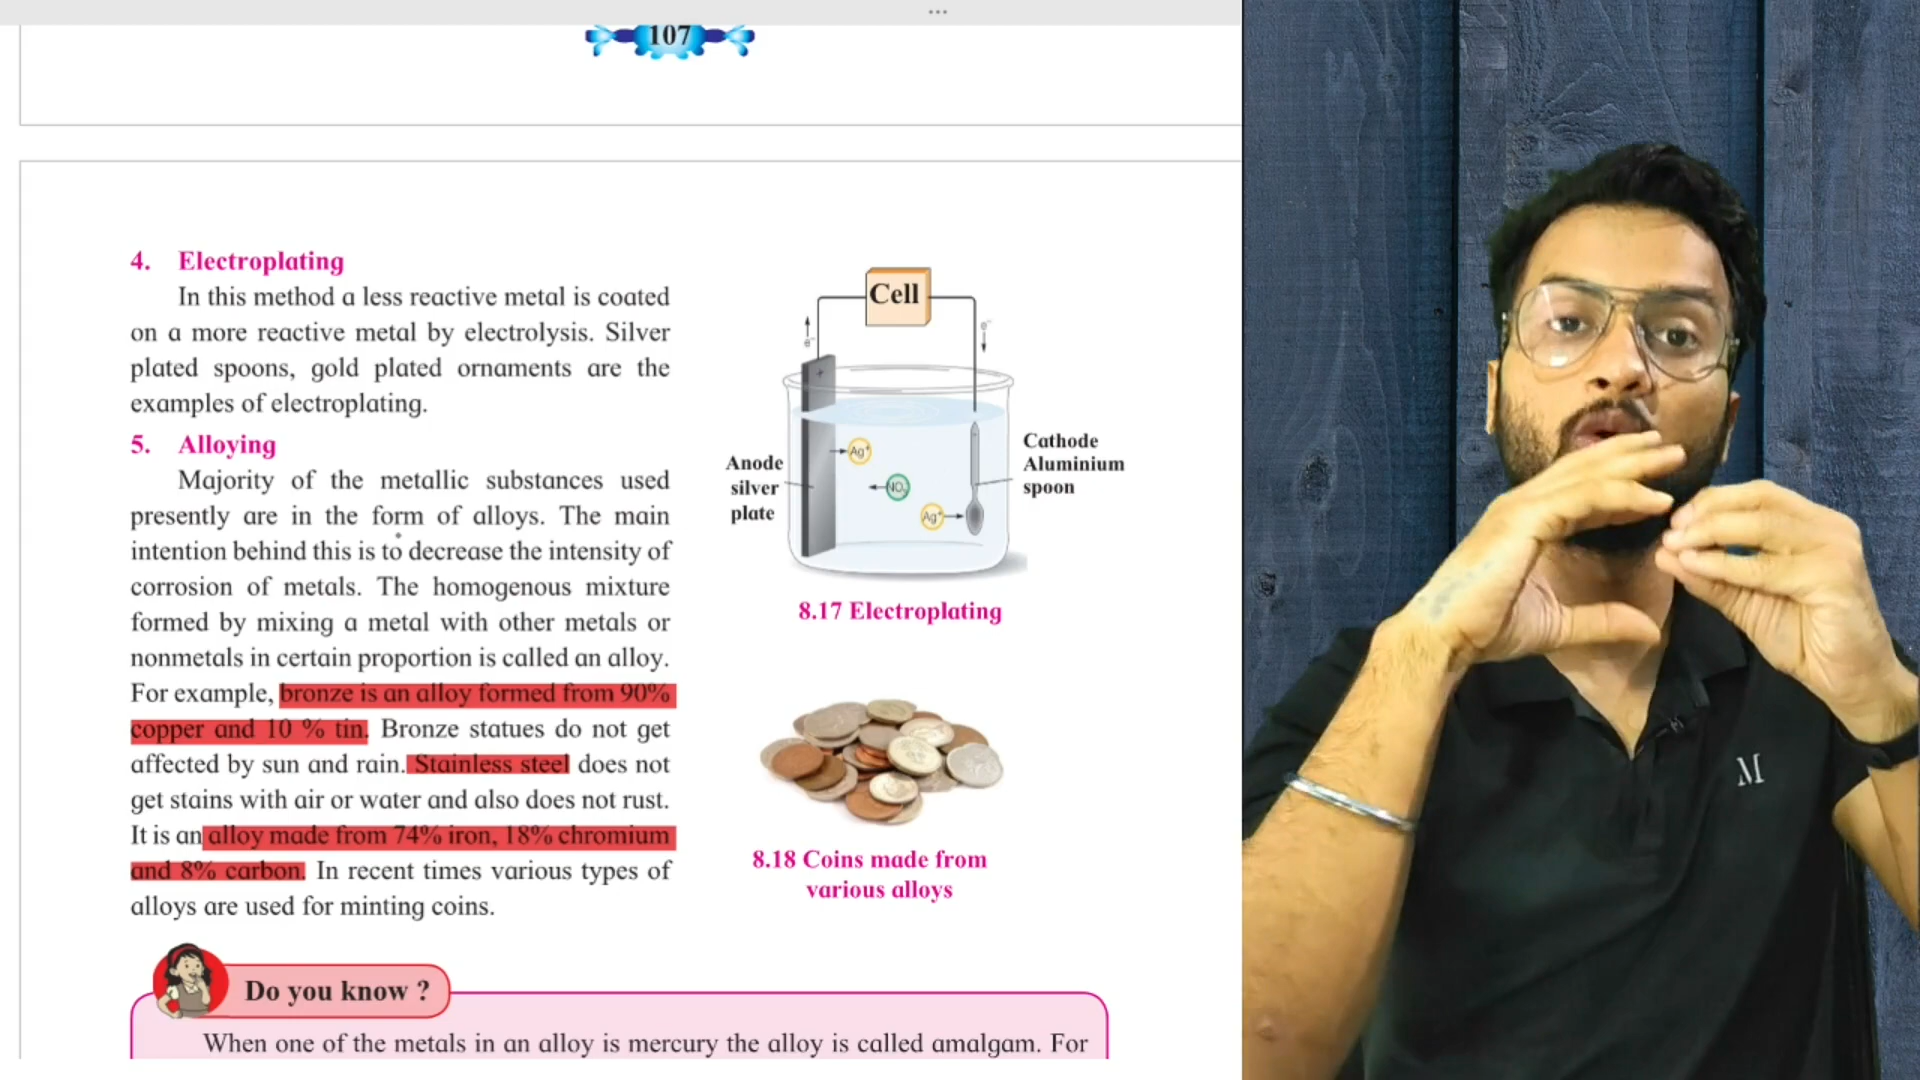 107
4. Electroplating
In this method a less reactive metal is coated
on a more reactive metal by electrolysis. Silver
plated spoons, gold plated ornaments are the
examples of electroplating.
5. Alloying
Majority of the metallic substances used
presently are in the form of alloys. The main
intention behind this is to decrease the intensity of
corrosion of metals. The homogenous mixture
formed by mixing a metal with other metals or
nonmetals in certain proportion is called an alloy.
For example, bronze is an alloy formed from 90%
copper and 10 % tin. Bronze statues do not get
affected by sun and rain. Stainless steel does not
get stains with air or water and also does not rust.
It is an alloy made from 74% iron, 18% chromium
and 8% carbon. In recent times various types of
alloys are used for minting coins.
Cell
e⁻
e⁻
+
Ag⁺
NO₃
Ag⁺
Anode
silver
plate
Cathode
Aluminium
spoon
8.17 Electroplating
8.18 Coins made from
various alloys
Do you know ?
When one of the metals in an alloy is mercury the alloy is called amalgam. For
M